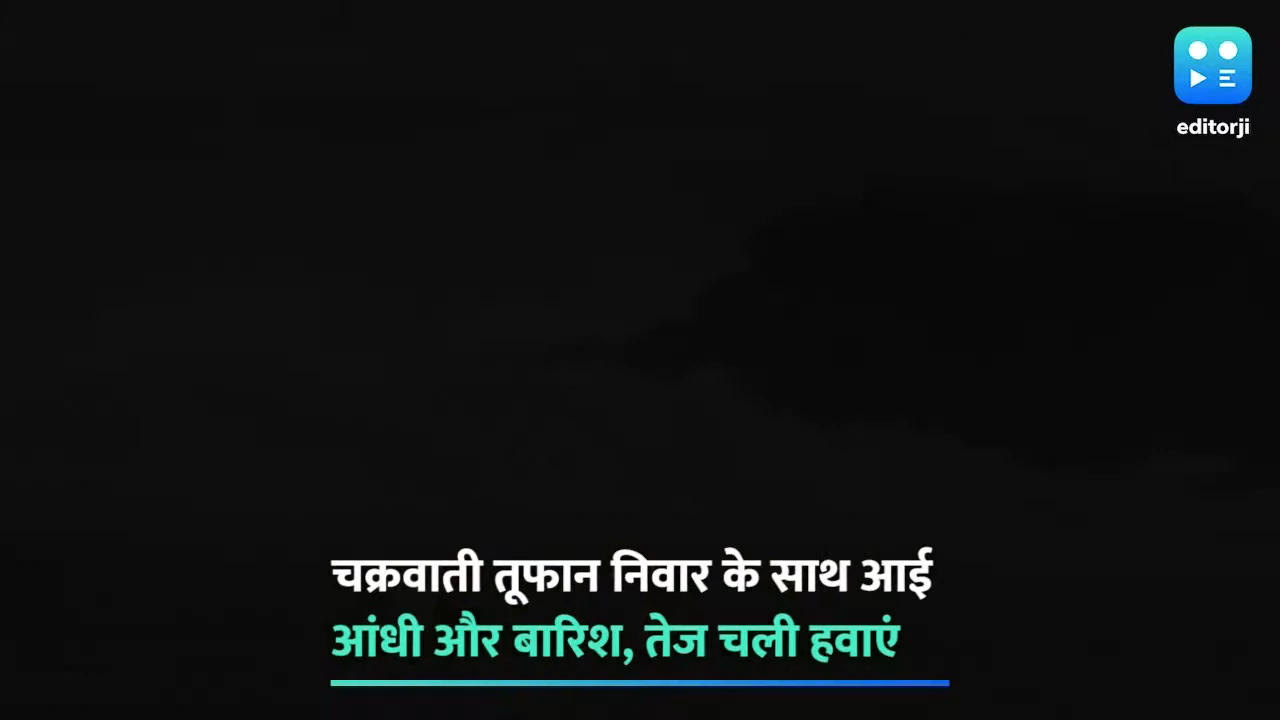 editorji
चक्रवाती तूफान निवार के साथ आई
आंधी और बारिश, तेज चली हवाएं